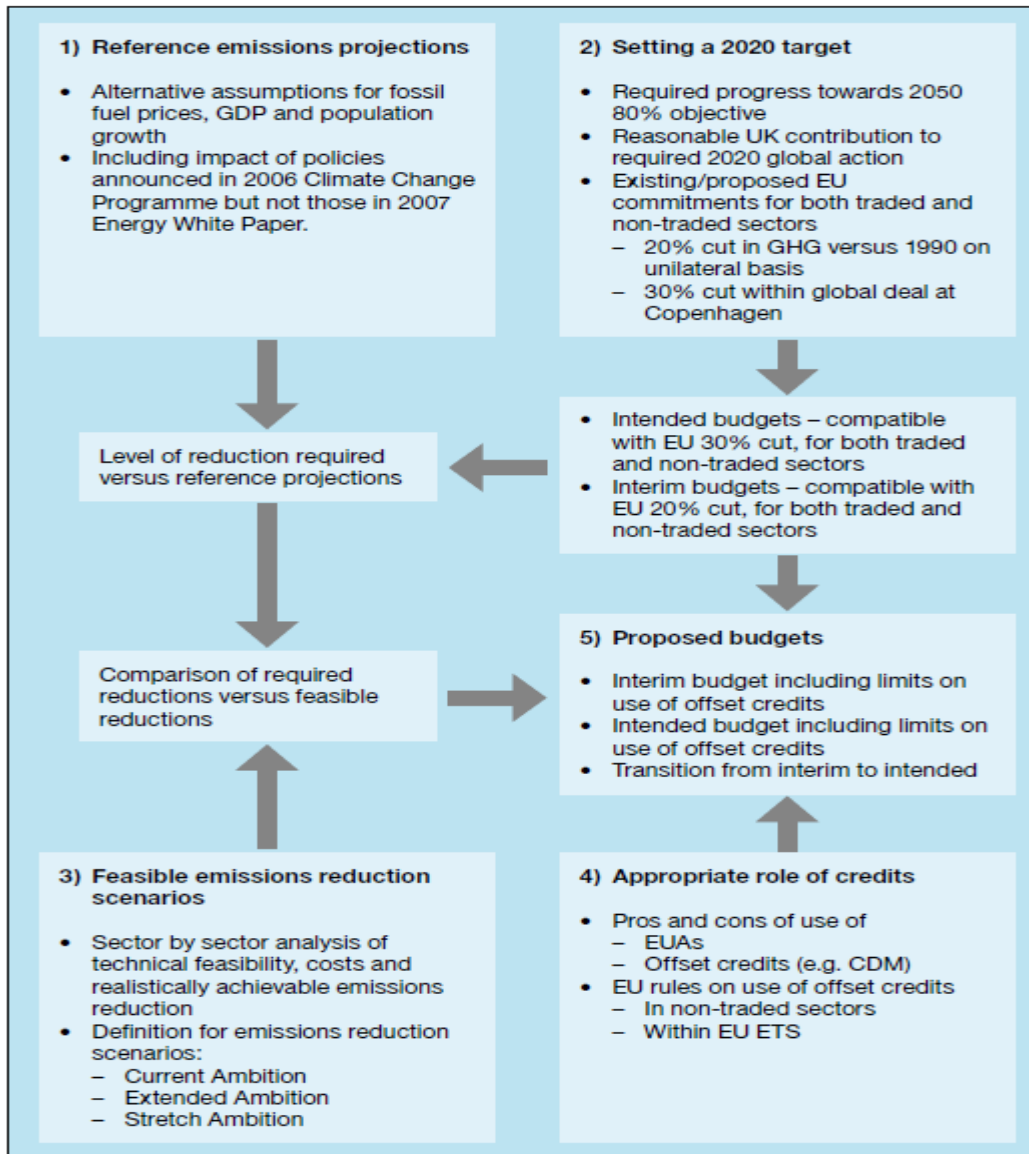 1) Reference emissions projections
• Alternative assumptions for fossil
fuel prices, GDP and population
growth
• Including impact of policies
announced in 2006 Climate Change
Programme but not those in 2007
Energy White Paper.
2) Setting a 2020 target
• Required progress towards 2050
80% objective
• Reasonable UK contribution to
required 2020 global action
• Existing/proposed EU
commitments for both traded and
non-traded sectors
– 20% cut in GHG versus 1990 on
unilateral basis
– 30% cut within global deal at
Copenhagen
Level of reduction required
versus reference projections
• Intended budgets – compatible
with EU 30% cut, for both traded
and non-traded sectors
• Interim budgets – compatible with
EU 20% cut, for both traded and
non-traded sectors
Comparison of required
reductions versus feasible
reductions
5) Proposed budgets
• Interim budget including limits on
use of offset credits
• Intended budget including limits on
use of offset credits
• Transition from interim to intended
3) Feasible emissions reduction
scenarios
• Sector by sector analysis of
technical feasibility, costs and
realistically achievable emissions
reduction
• Definition for emissions reduction
scenarios:
– Current Ambition
– Extended Ambition
– Stretch Ambition
4) Appropriate role of credits
• Pros and cons of use of
– EUAs
– Offset credits (e.g. CDM)
• EU rules on use of offset credits
– In non-traded sectors
– Within EU ETS